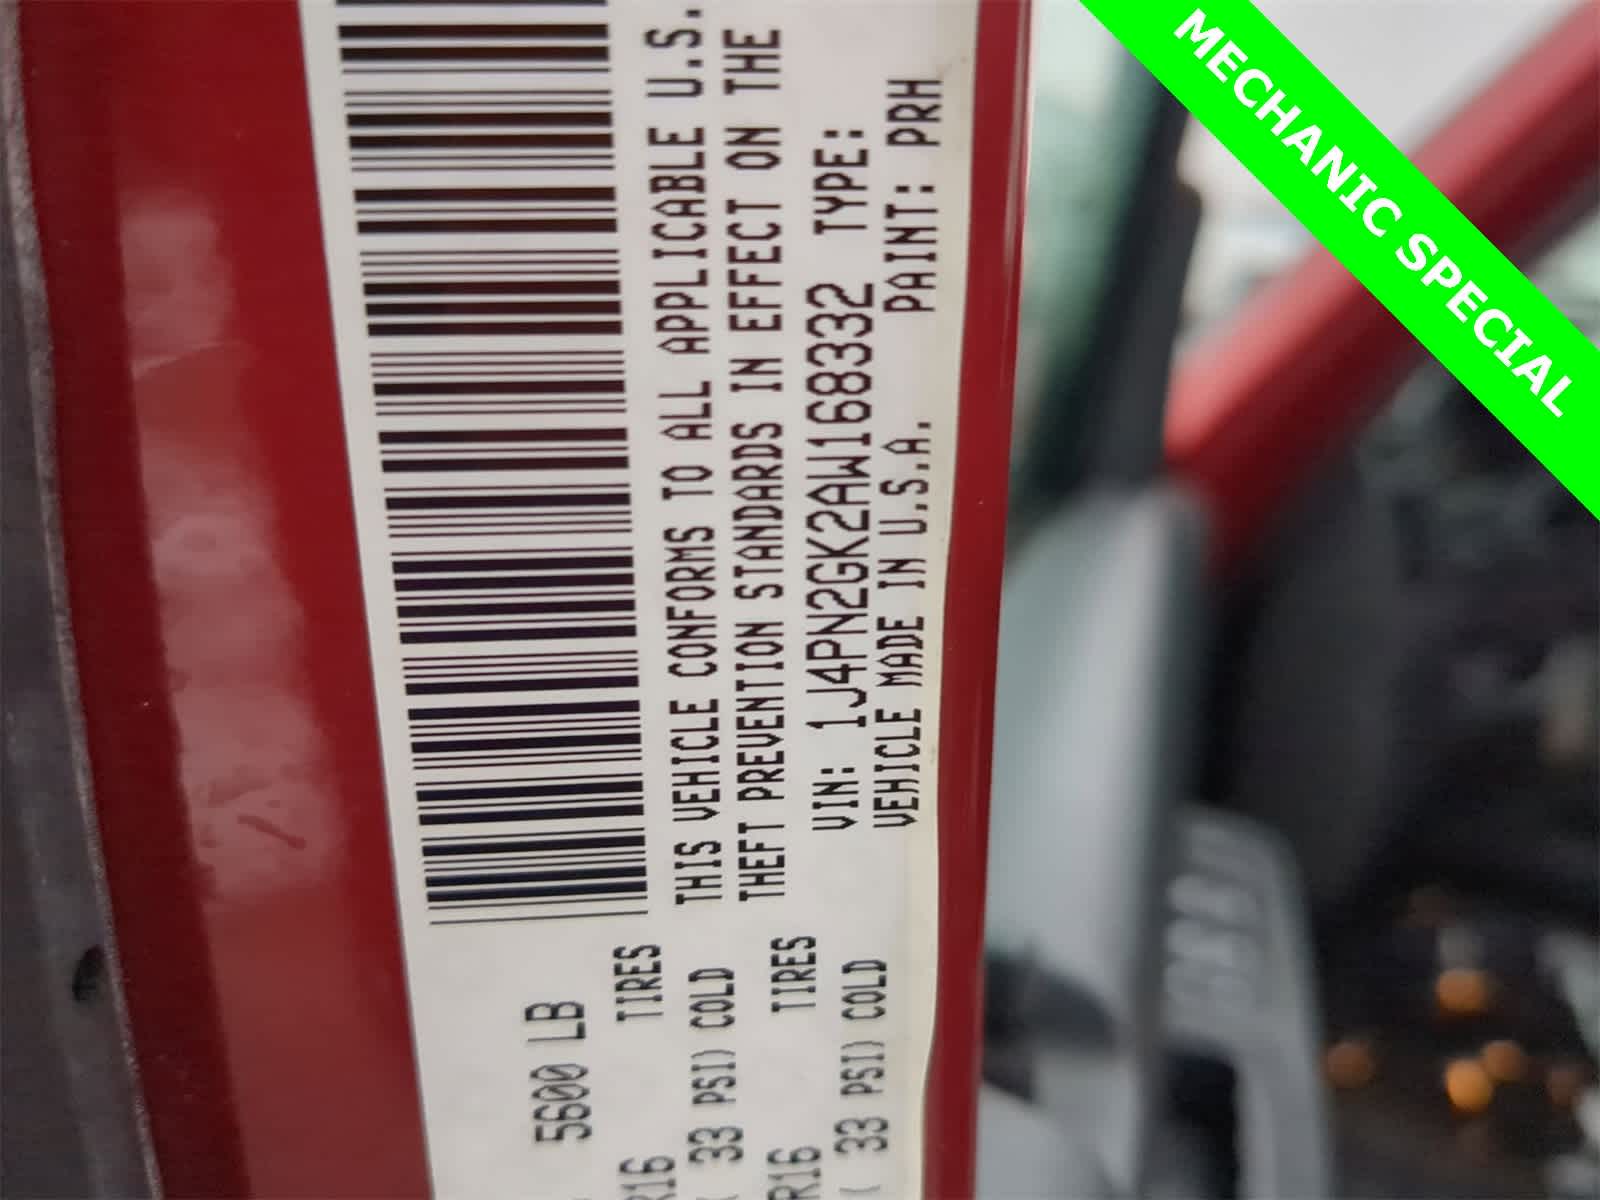 MECHANIC SPECIAL
5600 LB
R16 TIRES
( 33 PSI) COLD
R16 TIRES
( 33 PSI) COLD
THIS VEHICLE CONFORMS TO ALL APPLICABLE U.S.
THEFT PREVENTION STANDARDS IN EFFECT ON THE
VIN: 1J4PN2GK2AW168332 TYPE:
VEHICLE MADE IN U.S.A. PAINT: PRH